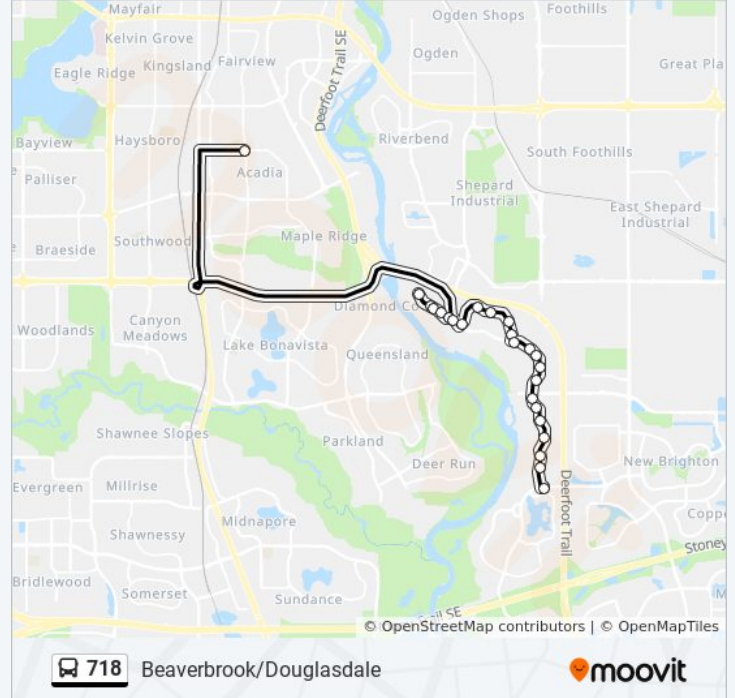 Mayfair
Ogden Shops
Foothills
Kelvin Grove
Deerfoot Trail SE
Ogden
Kingsland
Fairview
Eagle Ridge
Great Pla
Bayview
Haysboro
Riverbend
South Foothills
Palliser
Acadia
Shepard
Industrial
East Shepard
Industrial
Braeside
Southwood
Maple Ridge
Diamond Co
Woodlands
Canyon
Meadows
Lake Bonavista
Queensland
Shawnee Slopes
Parkland
Deer Run
New Brighton
Evergreen
Millrise
Deerfoot Trail
Midnapore
Coppe
Shawnessy
Stoney
Bridlewood
Somerset
Sundance
ail SE
M
© OpenStreetMap contributors | © OpenMapTiles
718 Beaverbrook/Douglasdale
moovit